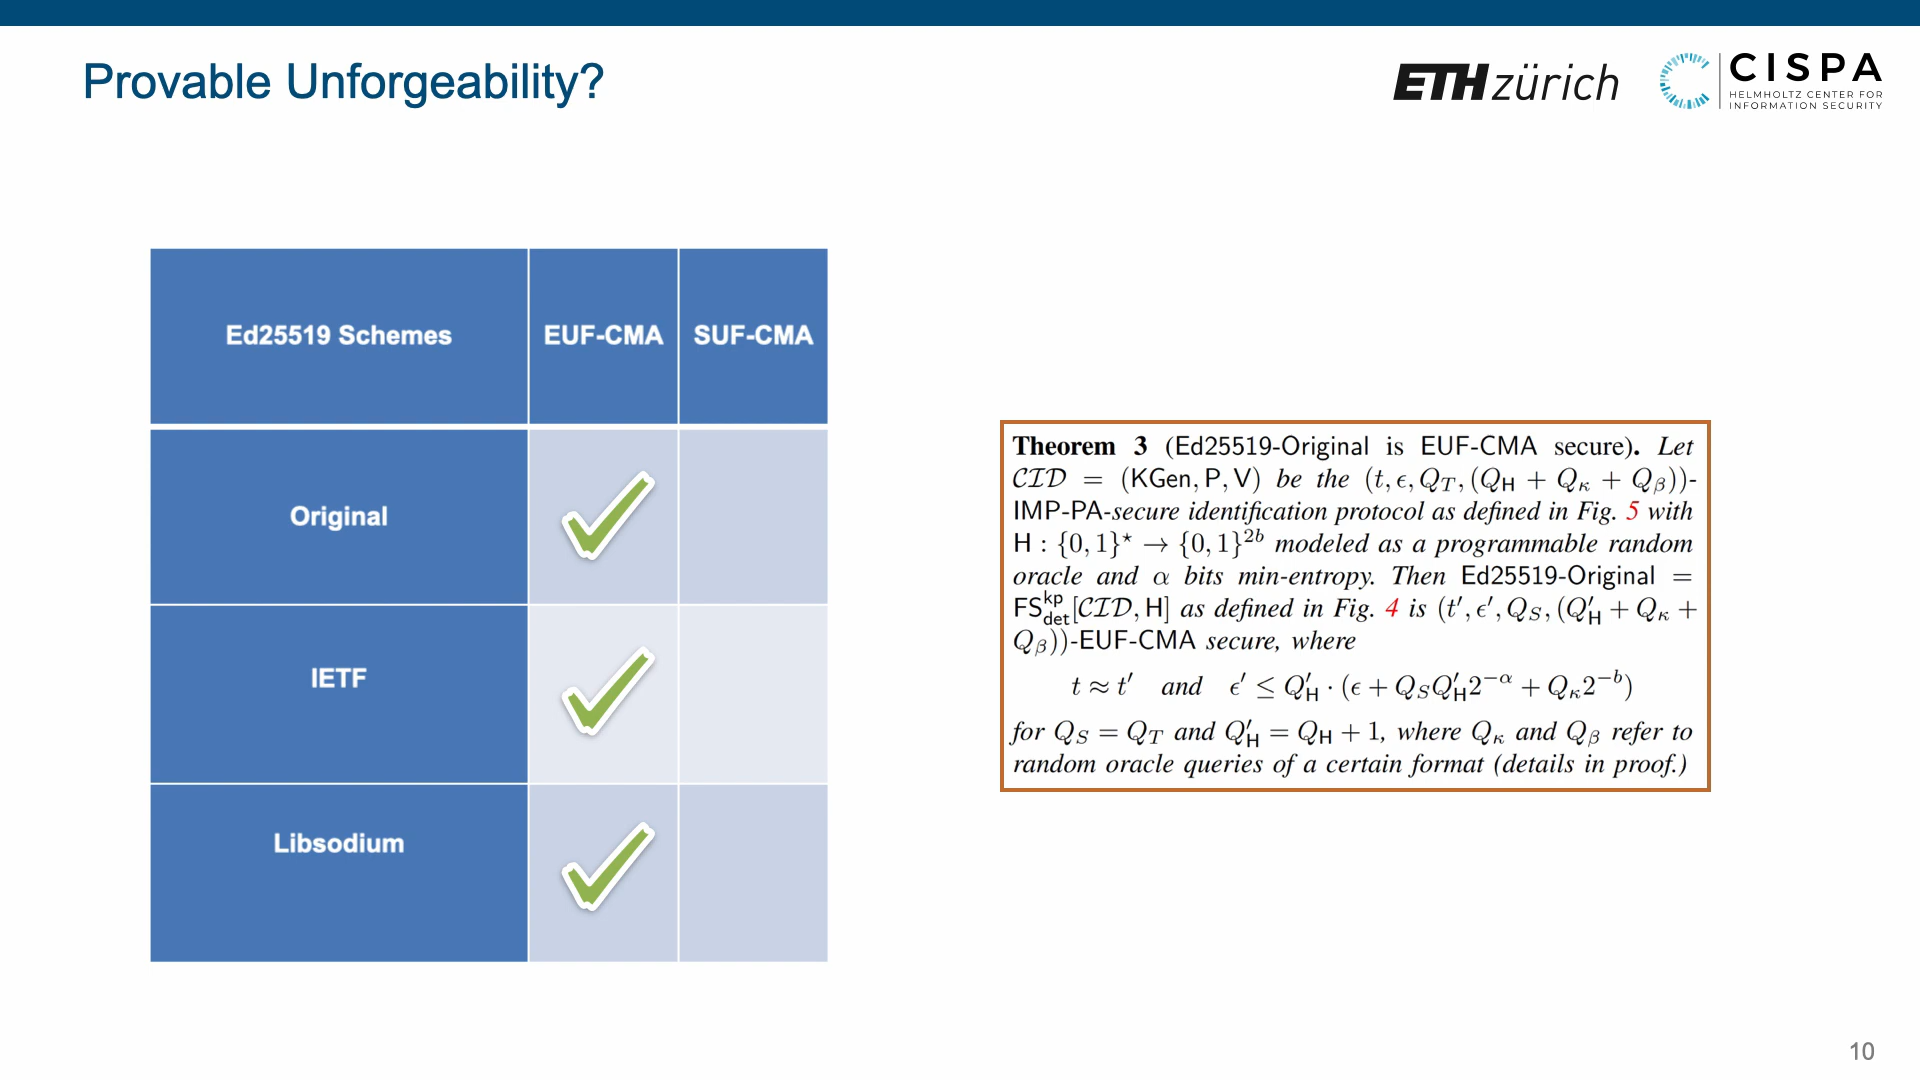 Provable Unforgeability?
ETH zürich
CISPA
HELMHOLTZ CENTER FOR
INFORMATION SECURITY
Ed25519 Schemes EUF-CMA SUF-CMA
Original
IETF
Libsodium
Theorem 3 (Ed25519-Original is EUF-CMA secure). Let
𝒞ℐ𝒟 = (KGen, P, V) be the (t, ϵ, Q_T, (Q_H + Q_κ + Q_β))-
IMP-PA-secure identification protocol as defined in Fig. 5 with
H : {0, 1}⋆ → {0, 1}^{2b} modeled as a programmable random
oracle and α bits min-entropy. Then Ed25519-Original =
FS^{kp}_{det}[𝒞ℐ𝒟, H] as defined in Fig. 4 is (t′, ϵ′, Q_S, (Q′_H + Q_κ +
Q_β))-EUF-CMA secure, where
t ≈ t′ and ϵ′ ≤ Q′_H · (ϵ + Q_S Q′_H 2^{−α} + Q_κ 2^{−b})
for Q_S = Q_T and Q′_H = Q_H + 1, where Q_κ and Q_β refer to
random oracle queries of a certain format (details in proof.)
10